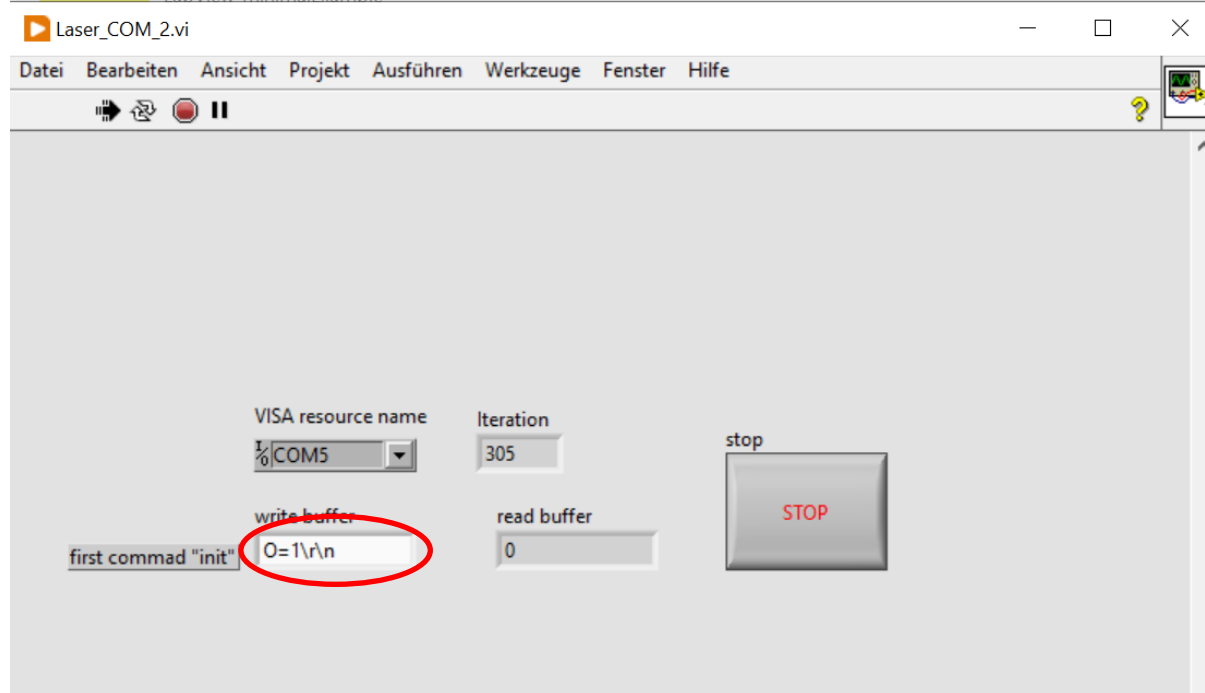 Laser_COM_2.vi
Datei Bearbeiten Ansicht Projekt Ausführen Werkzeuge Fenster Hilfe
VISA resource name
Iteration
I/O COM5
305
stop
STOP
write buffer
read buffer
first commad "init"
O=1\r\n
0